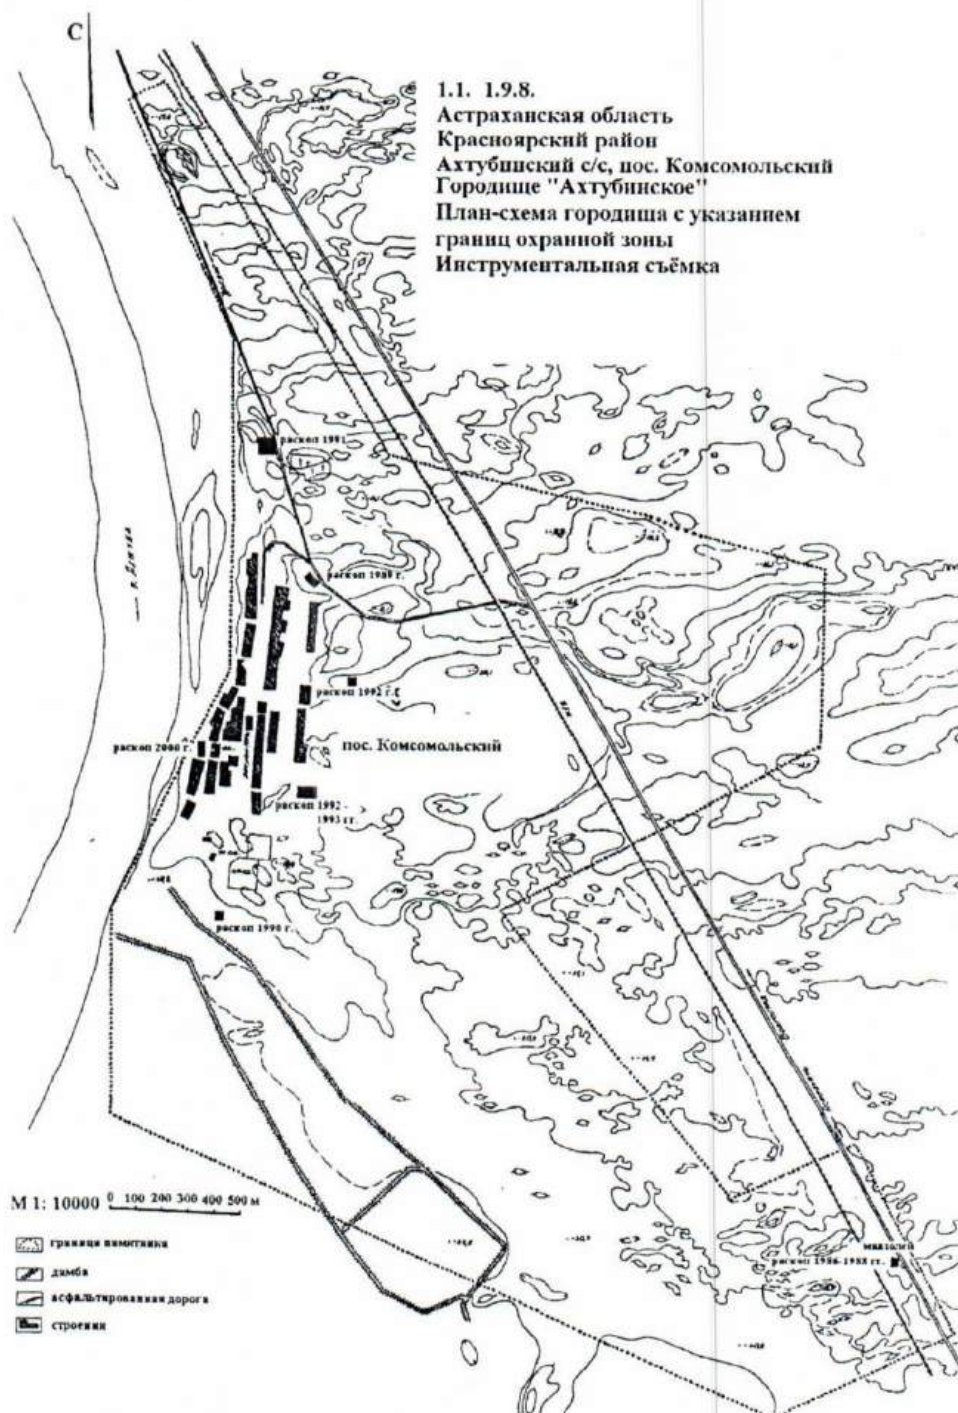 С
1.1. 1.9.8.
Астраханская область
Красноярский район
Ахтубинский с/с, пос. Комсомольский
Городище "Ахтубинское"
План-схема городища с указанием
границ охранной зоны
Инструментальная съёмка
раскоп 1991
раскоп 1989 г.
раскоп 1992 г.
раскоп 2000 г.
пос. Комсомольский
раскоп 1992 -
1993 гг.
раскоп 1990 г.
мавзолей
раскоп 1986-1988 гг.
М 1: 10000 0 100 200 300 400 500 м
граница памятника
дамба
асфальтированная дорога
строения